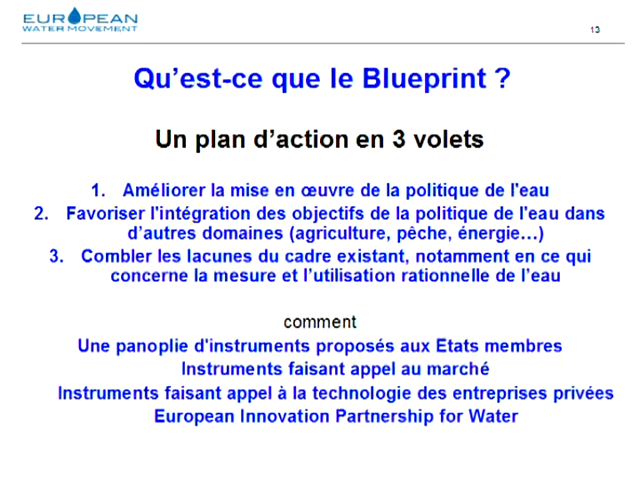 EUROPEAN
WATER MOVEMENT
13
Qu'est-ce que le Blueprint ?
Un plan d'action en 3 volets
1. Améliorer la mise en œuvre de la politique de l'eau
2. Favoriser l'intégration des objectifs de la politique de l'eau dans
d'autres domaines (agriculture, pêche, énergie…)
3. Combler les lacunes du cadre existant, notamment en ce qui
concerne la mesure et l'utilisation rationnelle de l'eau
comment
Une panoplie d'instruments proposés aux Etats membres
Instruments faisant appel au marché
Instruments faisant appel à la technologie des entreprises privées
European Innovation Partnership for Water